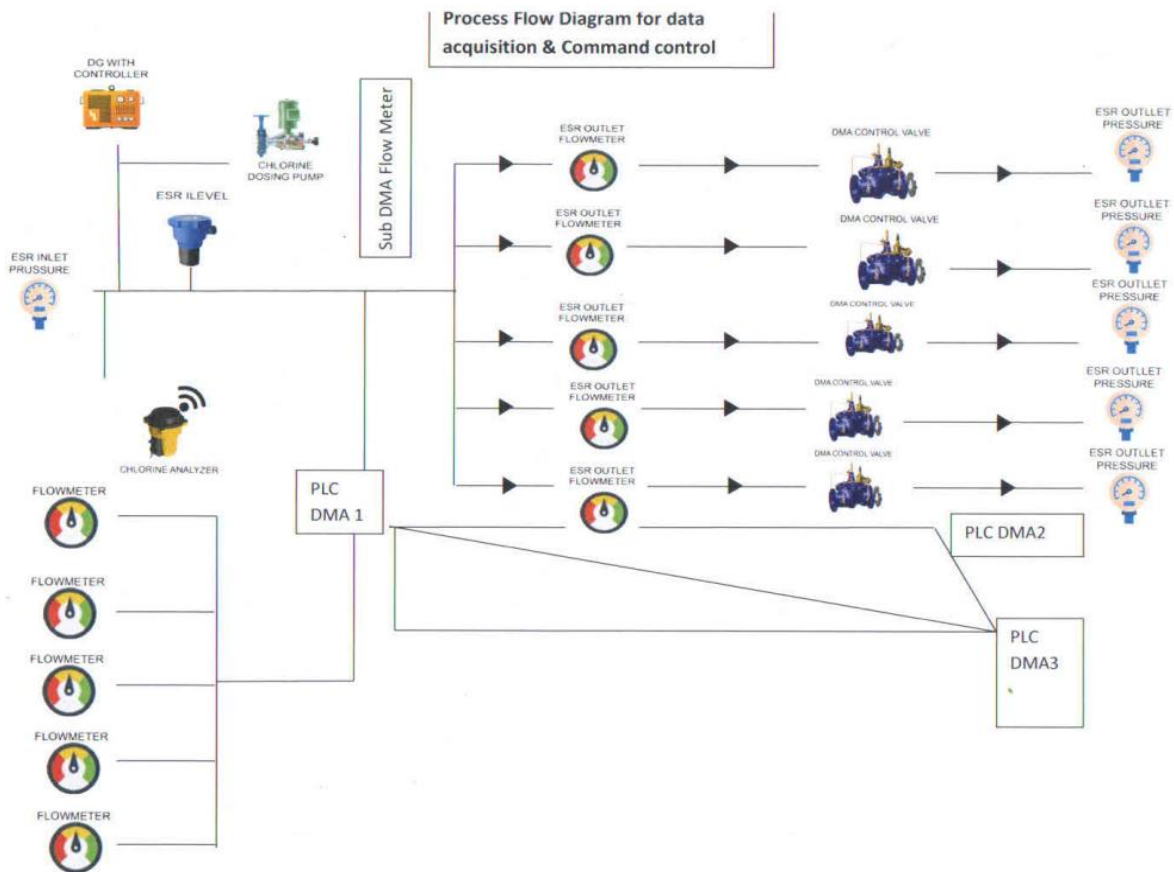 Process Flow Diagram for data
acquisition & Command control
DG WITH
CONTROLLER
CHLORINE
DOSING PUMP
ESR ILEVEL
ESR INLET
PRUSSURE
Sub DMA Flow Meter
ESR OUTLET
FLOWMETER
DMA CONTROL VALVE
ESR OUTLLET
PRESSURE
ESR OUTLET
FLOWMETER
DMA CONTROL VALVE
ESR OUTLLET
PRESSURE
ESR OUTLET
FLOWMETER
DMA CONTROL VALVE
ESR OUTLLET
PRESSURE
ESR OUTLET
FLOWMETER
DMA CONTROL VALVE
ESR OUTLLET
PRESSURE
ESR OUTLET
FLOWMETER
DMA CONTROL VALVE
ESR OUTLLET
PRESSURE
CHLORINE ANALYZER
PLC
DMA 1
PLC DMA2
PLC
DMA3
FLOWMETER
FLOWMETER
FLOWMETER
FLOWMETER
FLOWMETER